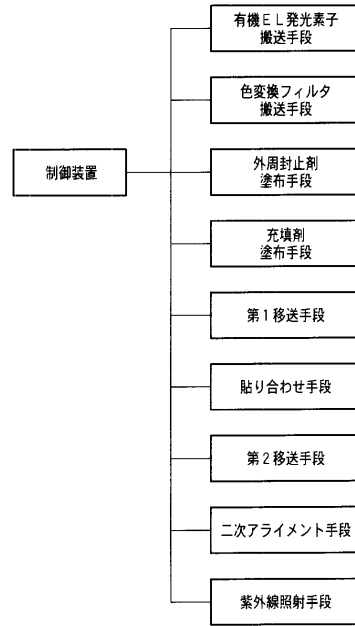 有機ＥＬ発光素子
搬送手段
色変換フィルタ
搬送手段
制御装置
外周封止剤
塗布手段
充填剤
塗布手段
第1移送手段
貼り合わせ手段
第2移送手段
二次アライメント手段
紫外線照射手段